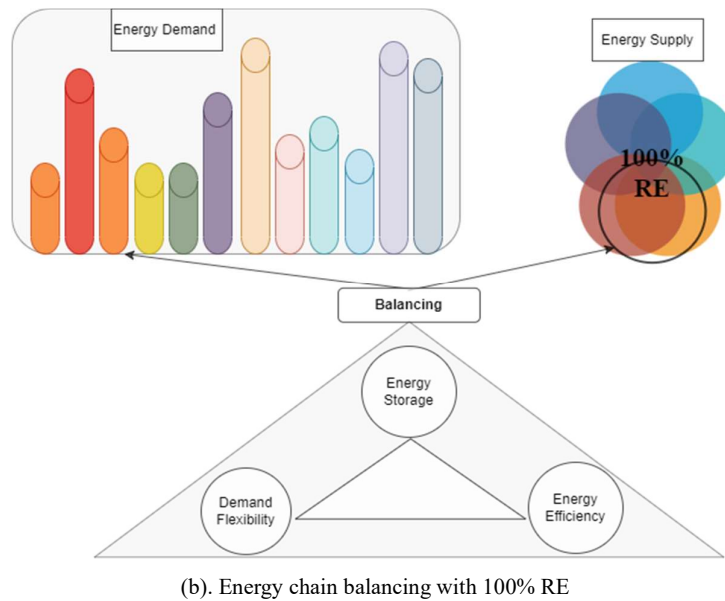 Energy Demand
Energy Supply
100%
RE
Balancing
Energy
Storage
Demand
Flexibility
Energy
Efficiency
(b). Energy chain balancing with 100% RE